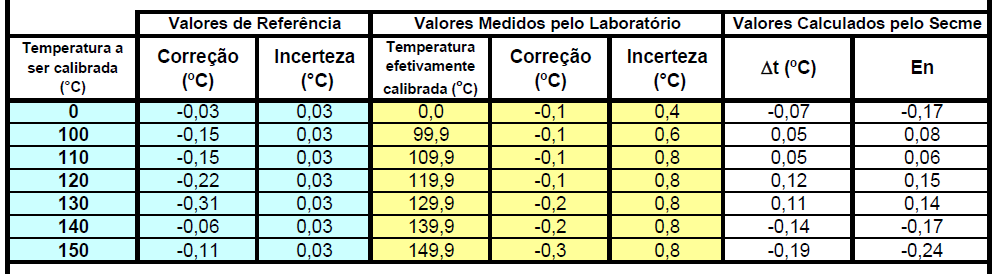 Valores de Referência Valores Medidos pelo Laboratório Valores Calculados pelo Secme
Temperatura a ser calibrada (°C) Correção (ºC) Incerteza (°C) Temperatura efetivamente calibrada (ºC) Correção (ºC) Incerteza (°C) Δt (ºC) En
0 -0,03 0,03 0,0 -0,1 0,4 -0,07 -0,17
100 -0,15 0,03 99,9 -0,1 0,6 0,05 0,08
110 -0,15 0,03 109,9 -0,1 0,8 0,05 0,06
120 -0,22 0,03 119,9 -0,1 0,8 0,12 0,15
130 -0,31 0,03 129,9 -0,2 0,8 0,11 0,14
140 -0,06 0,03 139,9 -0,2 0,8 -0,14 -0,17
150 -0,11 0,03 149,9 -0,3 0,8 -0,19 -0,24